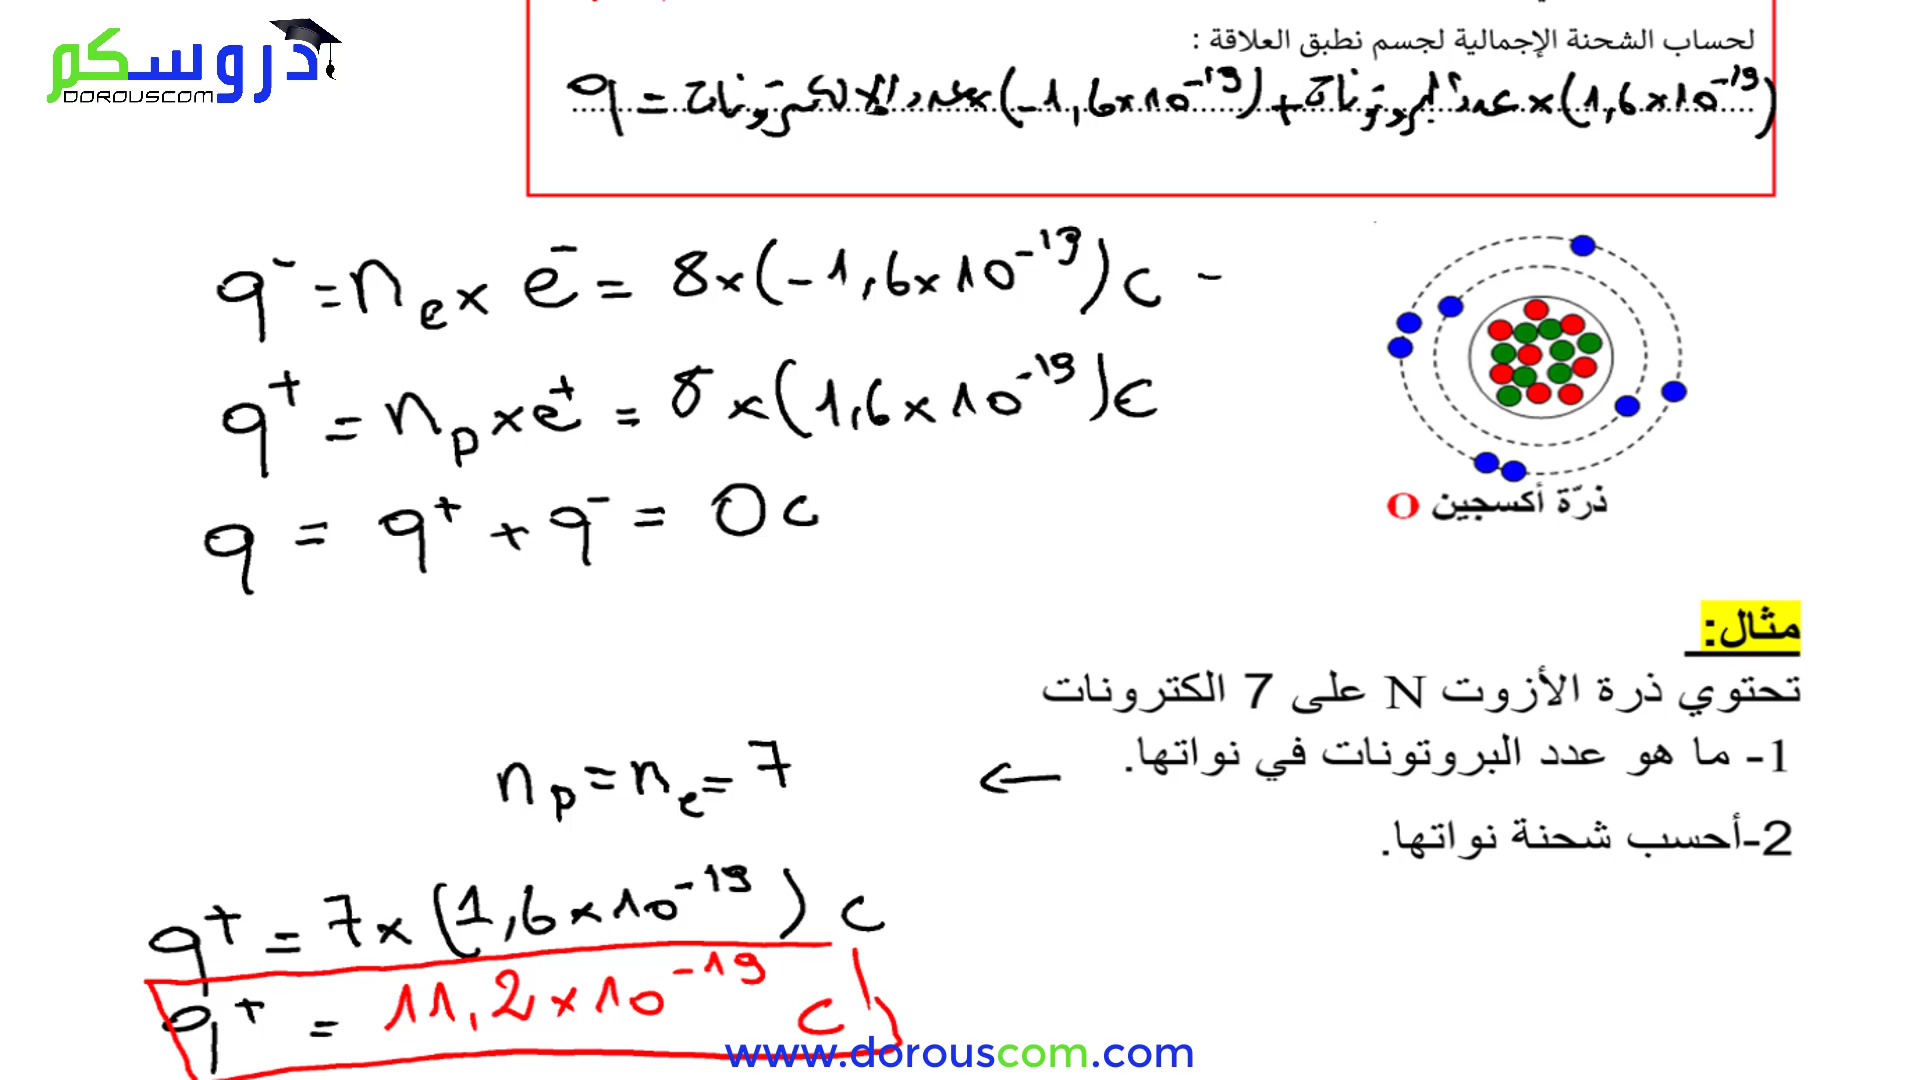 دروسكم
DOROUSCOM
لحساب الشحنة الإجمالية لجسم نطبق العلاقة :
q = عدد الالكترونات × (-1,6×10⁻¹⁹) + عدد البروتونات × (1,6×10⁻¹⁹)
q⁻ = nₑ × e⁻ = 8×(-1,6×10⁻¹⁹) C -
q⁺ = nₚ × e⁺ = 8×(1,6×10⁻¹⁹) C
q = q⁺ + q⁻ = 0 C
ذرّة أكسجين O
مثال:
تحتوي ذرة الأزوت N على 7 الكترونات
1- ما هو عدد البروتونات في نواتها.
nₚ = nₑ = 7 ←
2-أحسب شحنة نواتها.
q⁺ = 7×(1,6×10⁻¹⁹) C
q⁺ = 11,2×10⁻¹⁹ C
www.dorouscom.com